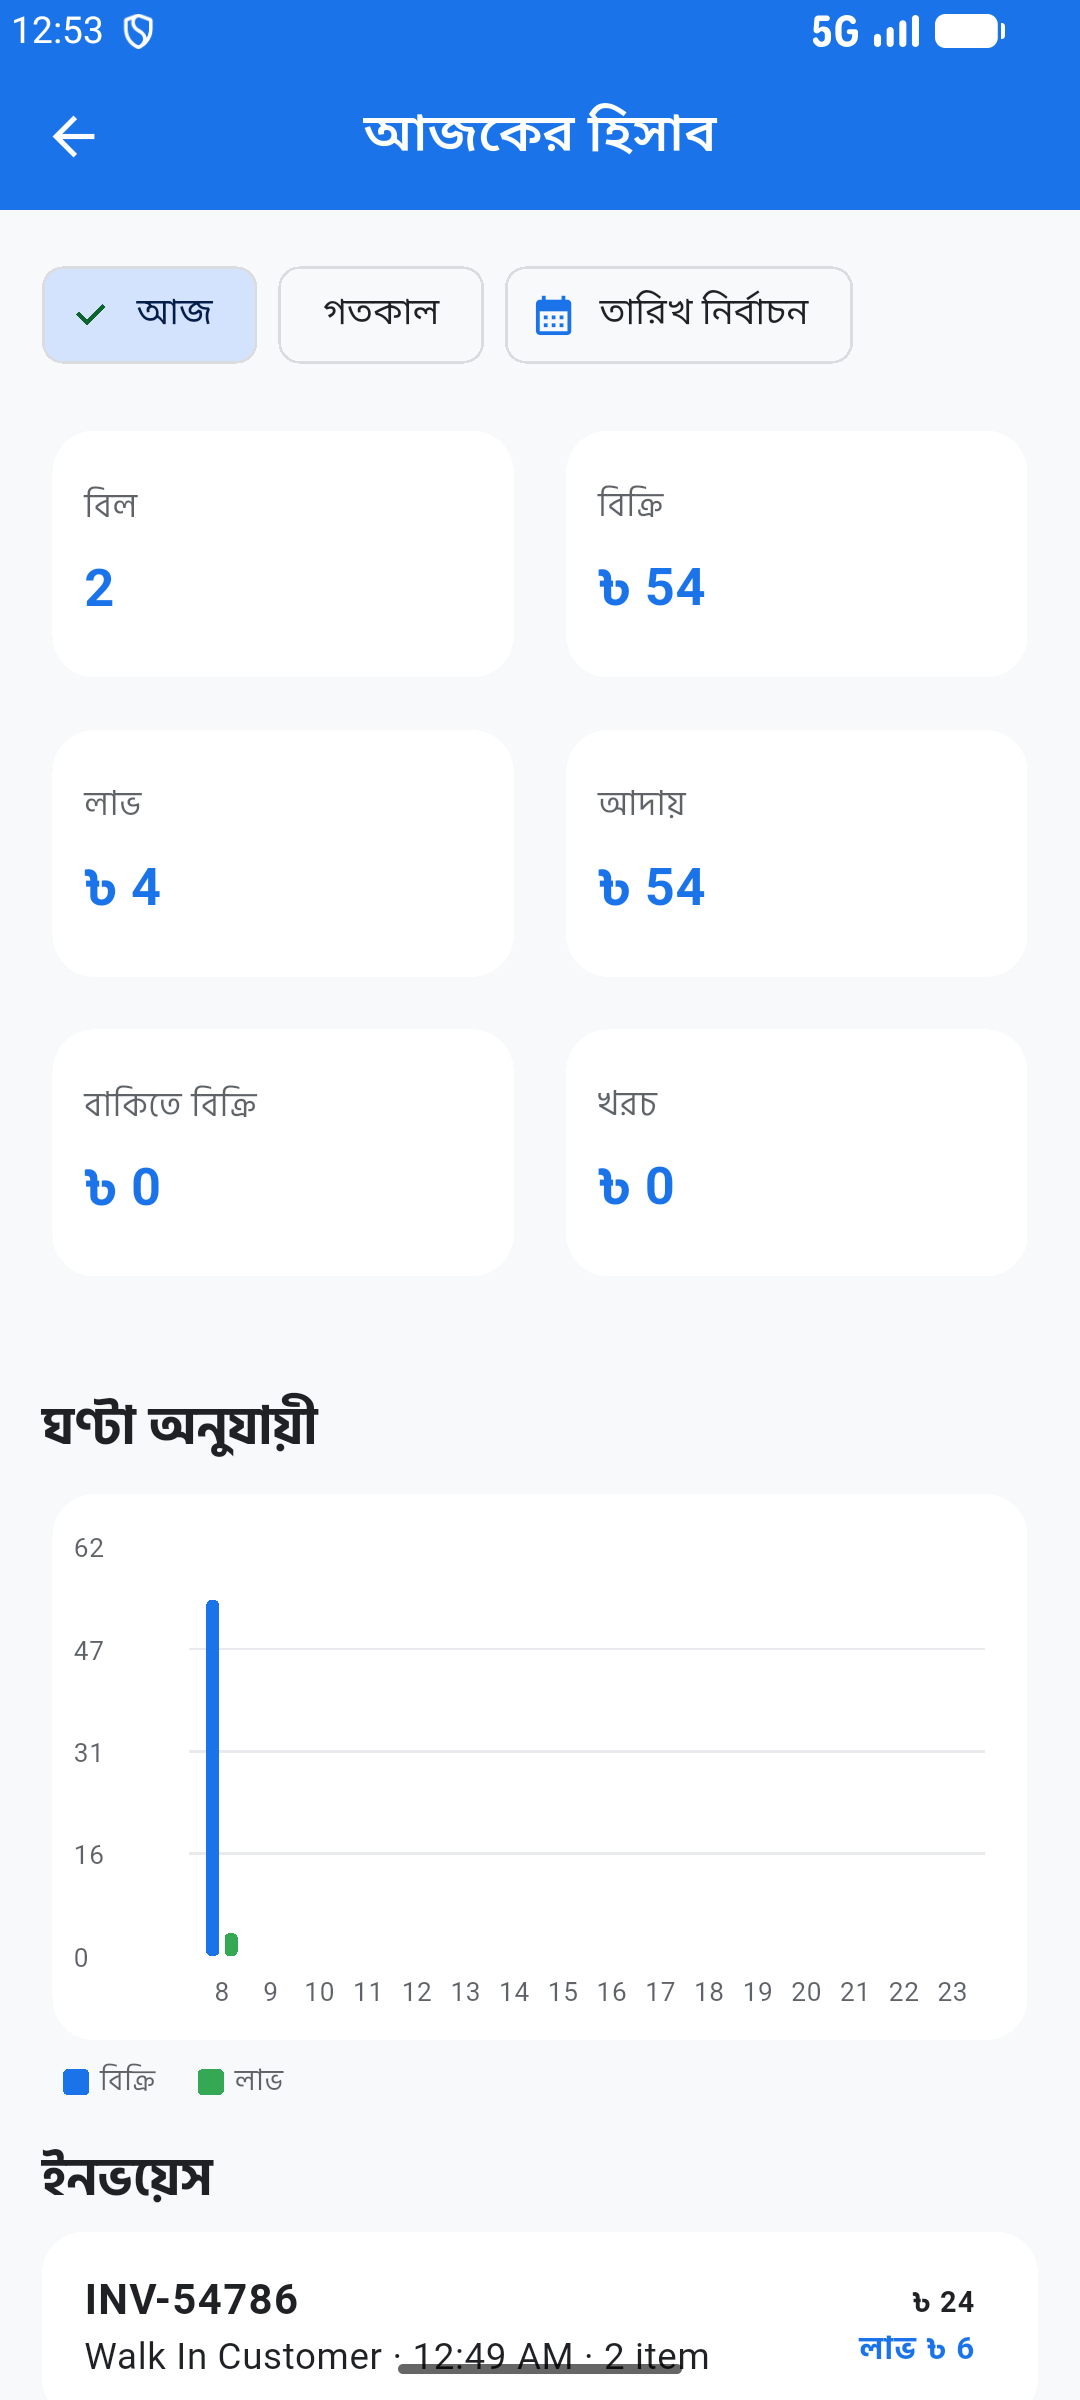 12:53 5G
আজকের হিসাব
আজ গতকাল তারিখ নির্বাচন
বিল বিক্রি
2 ৳ 54
লাভ আদায়
৳ 4 ৳ 54
বাকিতে বিক্রি খরচ
৳ 0 ৳ 0
ঘণ্টা অনুযায়ী
62
47
31
16
0
8 9 10 11 12 13 14 15 16 17 18 19 20 21 22 23
বিক্রি লাভ
ইনভয়েস
INV-54786 ৳ 24
Walk In Customer · 12:49 AM · 2 item লাভ ৳ 6